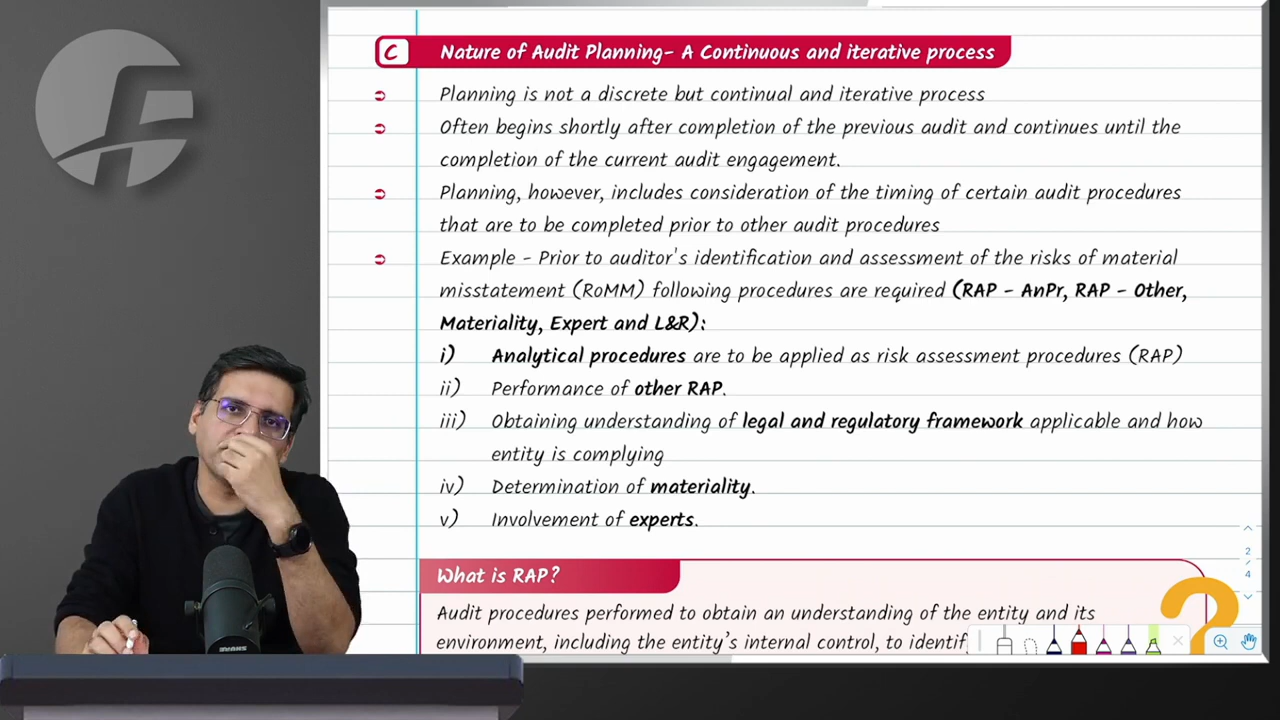 C Nature of Audit Planning- A Continuous and iterative process
Planning is not a discrete but continual and iterative process
Often begins shortly after completion of the previous audit and continues until the
completion of the current audit engagement.
Planning, however, includes consideration of the timing of certain audit procedures
that are to be completed prior to other audit procedures
Example - Prior to auditor's identification and assessment of the risks of material
misstatement (RoMM) following procedures are required (RAP - AnPr, RAP - Other,
Materiality, Expert and L&R):
i) Analytical procedures are to be applied as risk assessment procedures (RAP)
ii) Performance of other RAP.
iii) Obtaining understanding of legal and regulatory framework applicable and how
entity is complying
iv) Determination of materiality.
v) Involvement of experts.
2
/
4
What is RAP?
Audit procedures performed to obtain an understanding of the entity and its
environment, including the entity's internal control, to identif
?